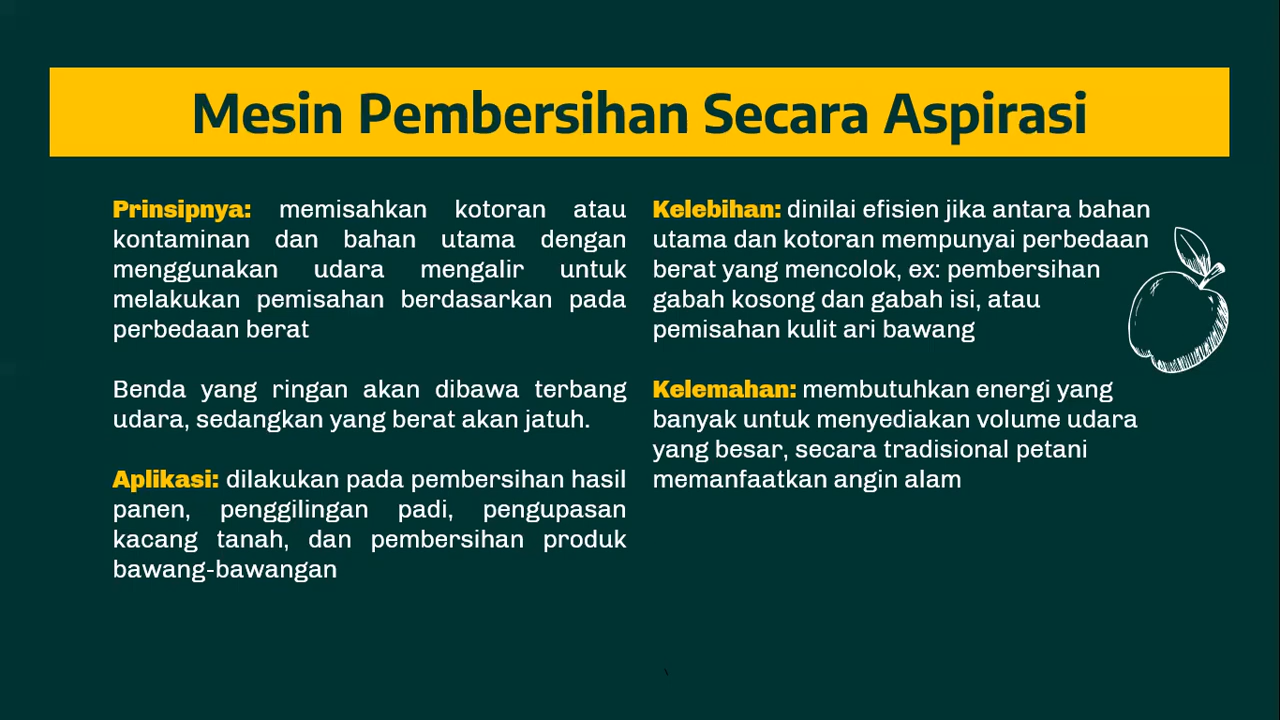 Mesin Pembersihan Secara Aspirasi
Prinsipnya: memisahkan kotoran atau
kontaminan dan bahan utama dengan
menggunakan udara mengalir untuk
melakukan pemisahan berdasarkan pada
perbedaan berat
Benda yang ringan akan dibawa terbang
udara, sedangkan yang berat akan jatuh.
Aplikasi: dilakukan pada pembersihan hasil
panen, penggilingan padi, pengupasan
kacang tanah, dan pembersihan produk
bawang-bawangan
Kelebihan: dinilai efisien jika antara bahan
utama dan kotoran mempunyai perbedaan
berat yang mencolok, ex: pembersihan
gabah kosong dan gabah isi, atau
pemisahan kulit ari bawang
Kelemahan: membutuhkan energi yang
banyak untuk menyediakan volume udara
yang besar, secara tradisional petani
memanfaatkan angin alam